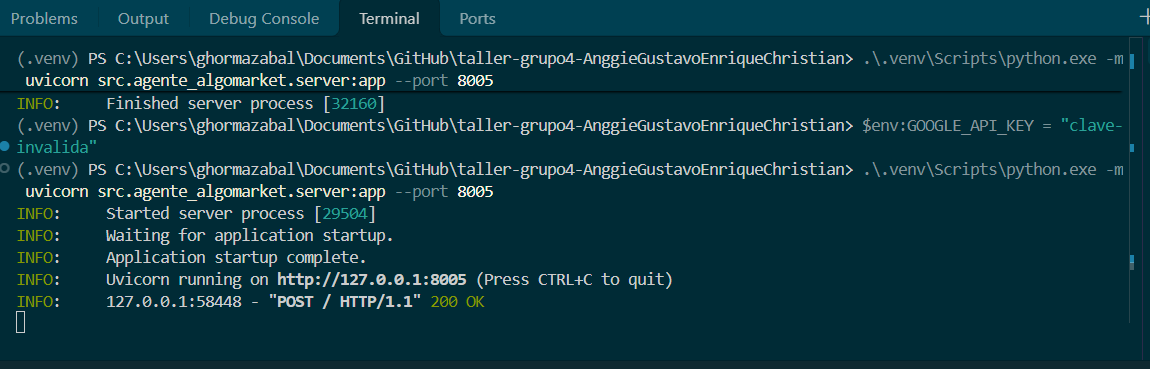 Problems Output Debug Console Terminal Ports
(.venv) PS C:\Users\ghormazabal\Documents\GitHub\taller-grupo4-AnggieGustavoEnriqueChristian> .\.venv\Scripts\python.exe -m
uvicorn src.agente_algomarket.server:app --port 8005
INFO: Finished server process [32160]
(.venv) PS C:\Users\ghormazabal\Documents\GitHub\taller-grupo4-AnggieGustavoEnriqueChristian> $env:GOOGLE_API_KEY = "clave-
invalida"
(.venv) PS C:\Users\ghormazabal\Documents\GitHub\taller-grupo4-AnggieGustavoEnriqueChristian> .\.venv\Scripts\python.exe -m
uvicorn src.agente_algomarket.server:app --port 8005
INFO: Started server process [29504]
INFO: Waiting for application startup.
INFO: Application startup complete.
INFO: Uvicorn running on http://127.0.0.1:8005 (Press CTRL+C to quit)
INFO: 127.0.0.1:58448 - "POST / HTTP/1.1" 200 OK